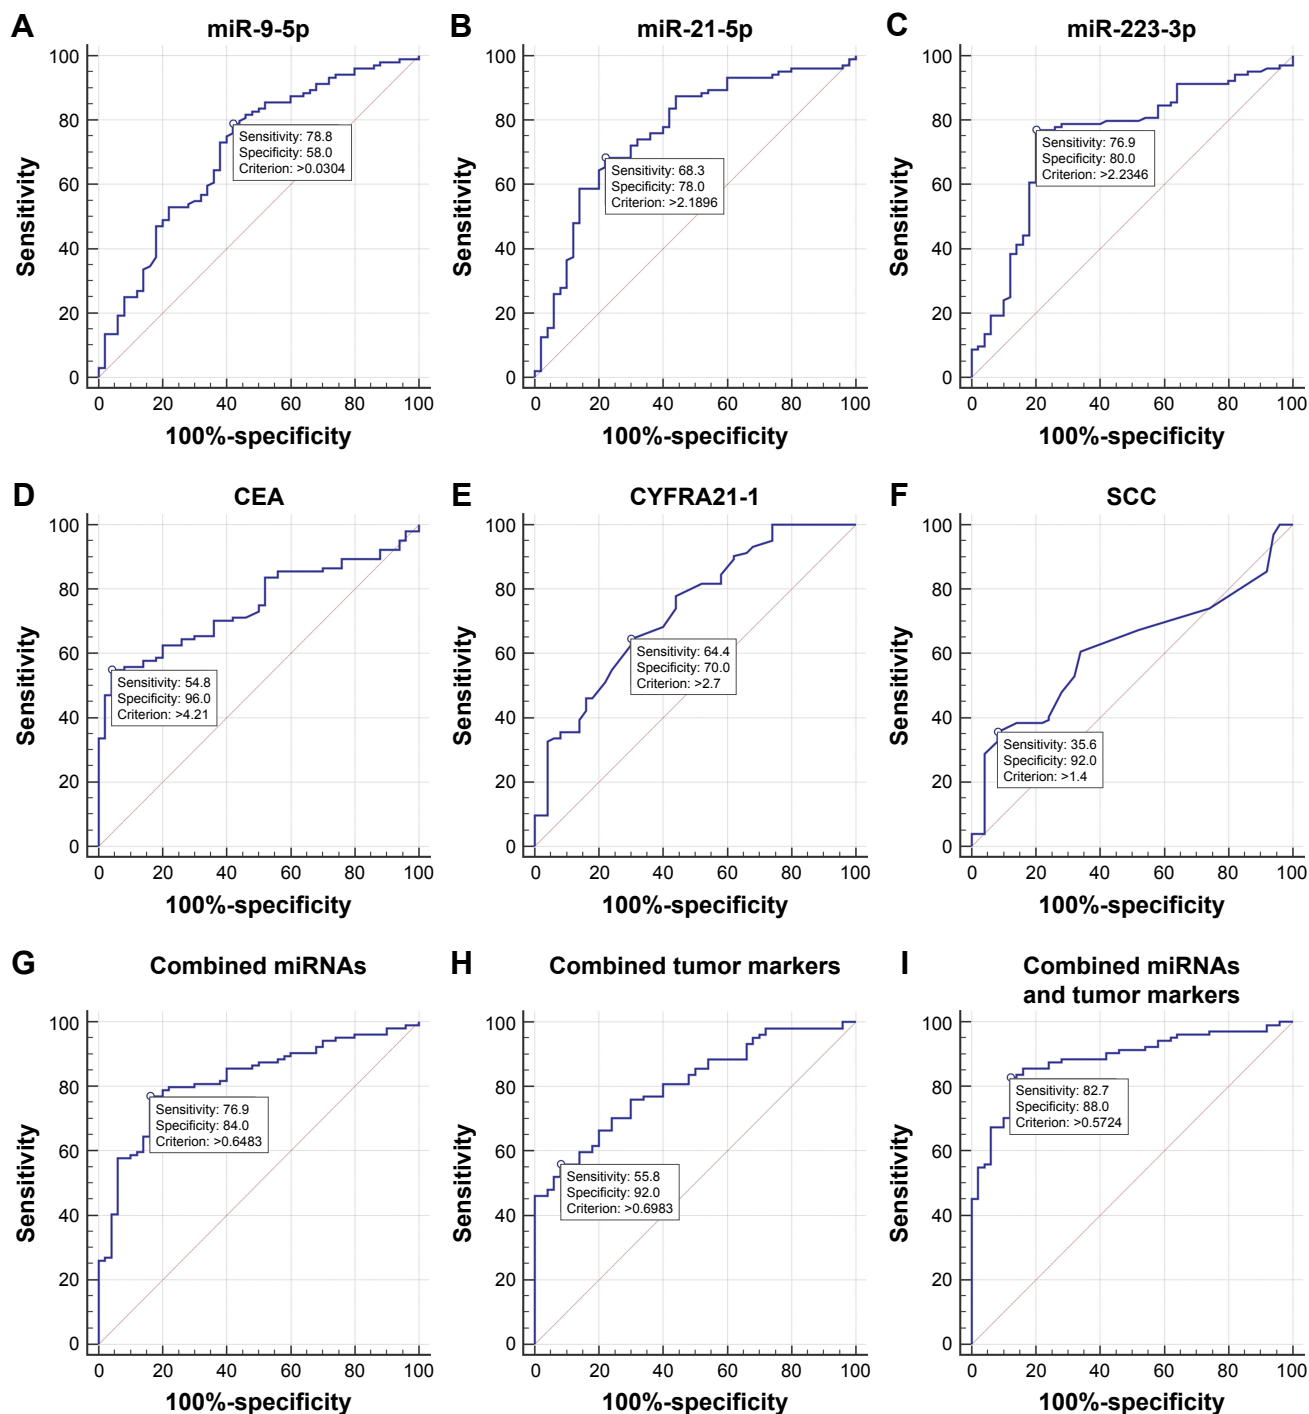 A
miR-9-5p
100
80
60
40
20
0
Sensitivity
Sensitivity: 78.8
Specificity: 58.0
Criterion: >0.0304
0 20 40 60 80 100
100%-specificity
B
miR-21-5p
100
80
60
40
20
0
Sensitivity
Sensitivity: 68.3
Specificity: 78.0
Criterion: >2.1896
0 20 40 60 80 100
100%-specificity
C
miR-223-3p
100
80
60
40
20
0
Sensitivity
Sensitivity: 76.9
Specificity: 80.0
Criterion: >2.2346
0 20 40 60 80 100
100%-specificity
D
CEA
100
80
60
40
20
0
Sensitivity
Sensitivity: 54.8
Specificity: 96.0
Criterion: >4.21
0 20 40 60 80 100
100%-specificity
E
CYFRA21-1
100
80
60
40
20
0
Sensitivity
Sensitivity: 64.4
Specificity: 70.0
Criterion: >2.7
0 20 40 60 80 100
100%-specificity
F
SCC
100
80
60
40
20
0
Sensitivity
Sensitivity: 35.6
Specificity: 92.0
Criterion: >1.4
0 20 40 60 80 100
100%-specificity
G
Combined miRNAs
100
80
60
40
20
0
Sensitivity
Sensitivity: 76.9
Specificity: 84.0
Criterion: >0.6483
0 20 40 60 80 100
100%-specificity
H
Combined tumor markers
100
80
60
40
20
0
Sensitivity
Sensitivity: 55.8
Specificity: 92.0
Criterion: >0.6983
0 20 40 60 80 100
100%-specificity
I
Combined miRNAs
and tumor markers
100
80
60
40
20
0
Sensitivity
Sensitivity: 82.7
Specificity: 88.0
Criterion: >0.5724
0 20 40 60 80 100
100%-specificity